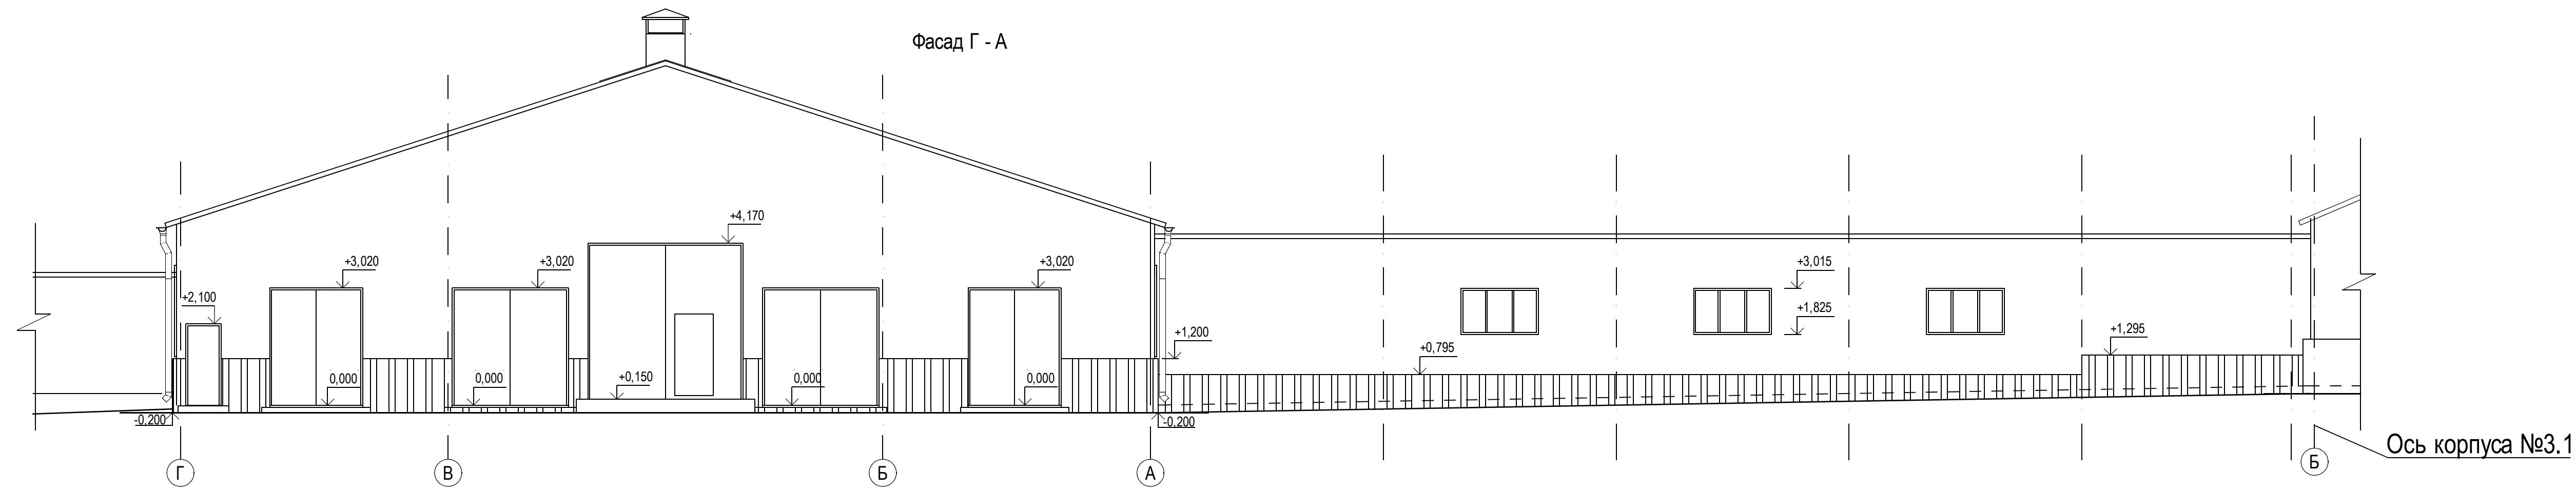 Фасад Г - А
+4,170
+3,020
+3,020
+3,020
+3,015
+2,100
+1,825
+1,200
+1,295
+0,795
0,000
0,000
+0,150
0,000
0,000
-0.200
-0.200
Ось корпуса №3.1
Г
В
Б
А
Б